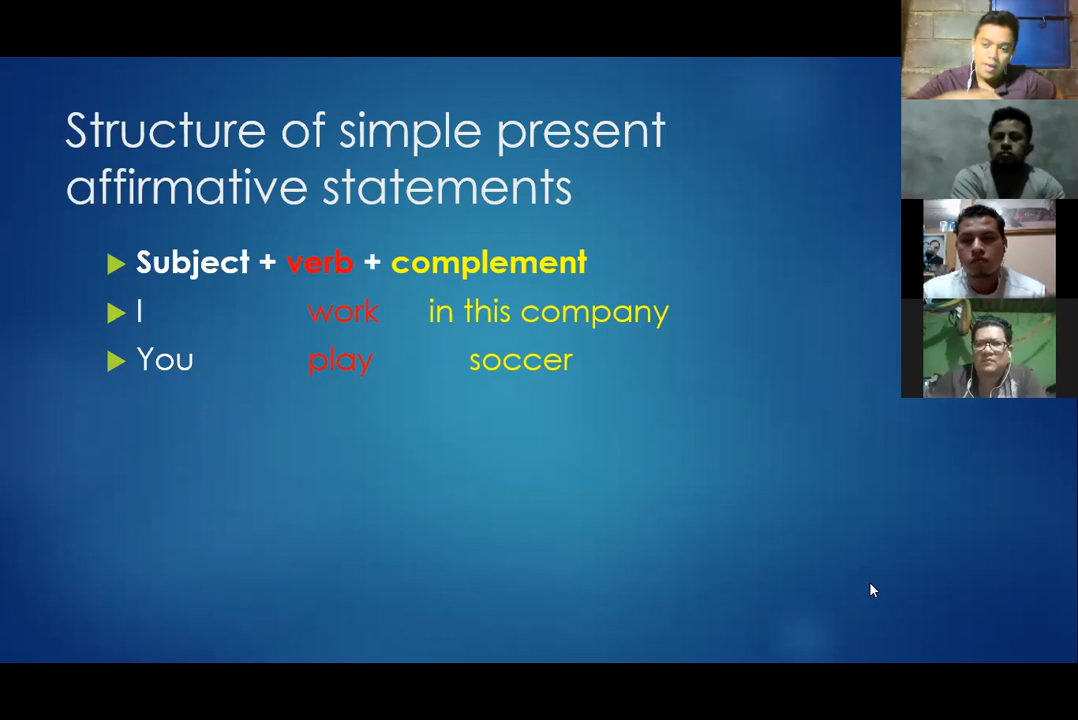 Structure of simple present
affirmative statements
Subject + verb + complement
I work in this company
You play soccer